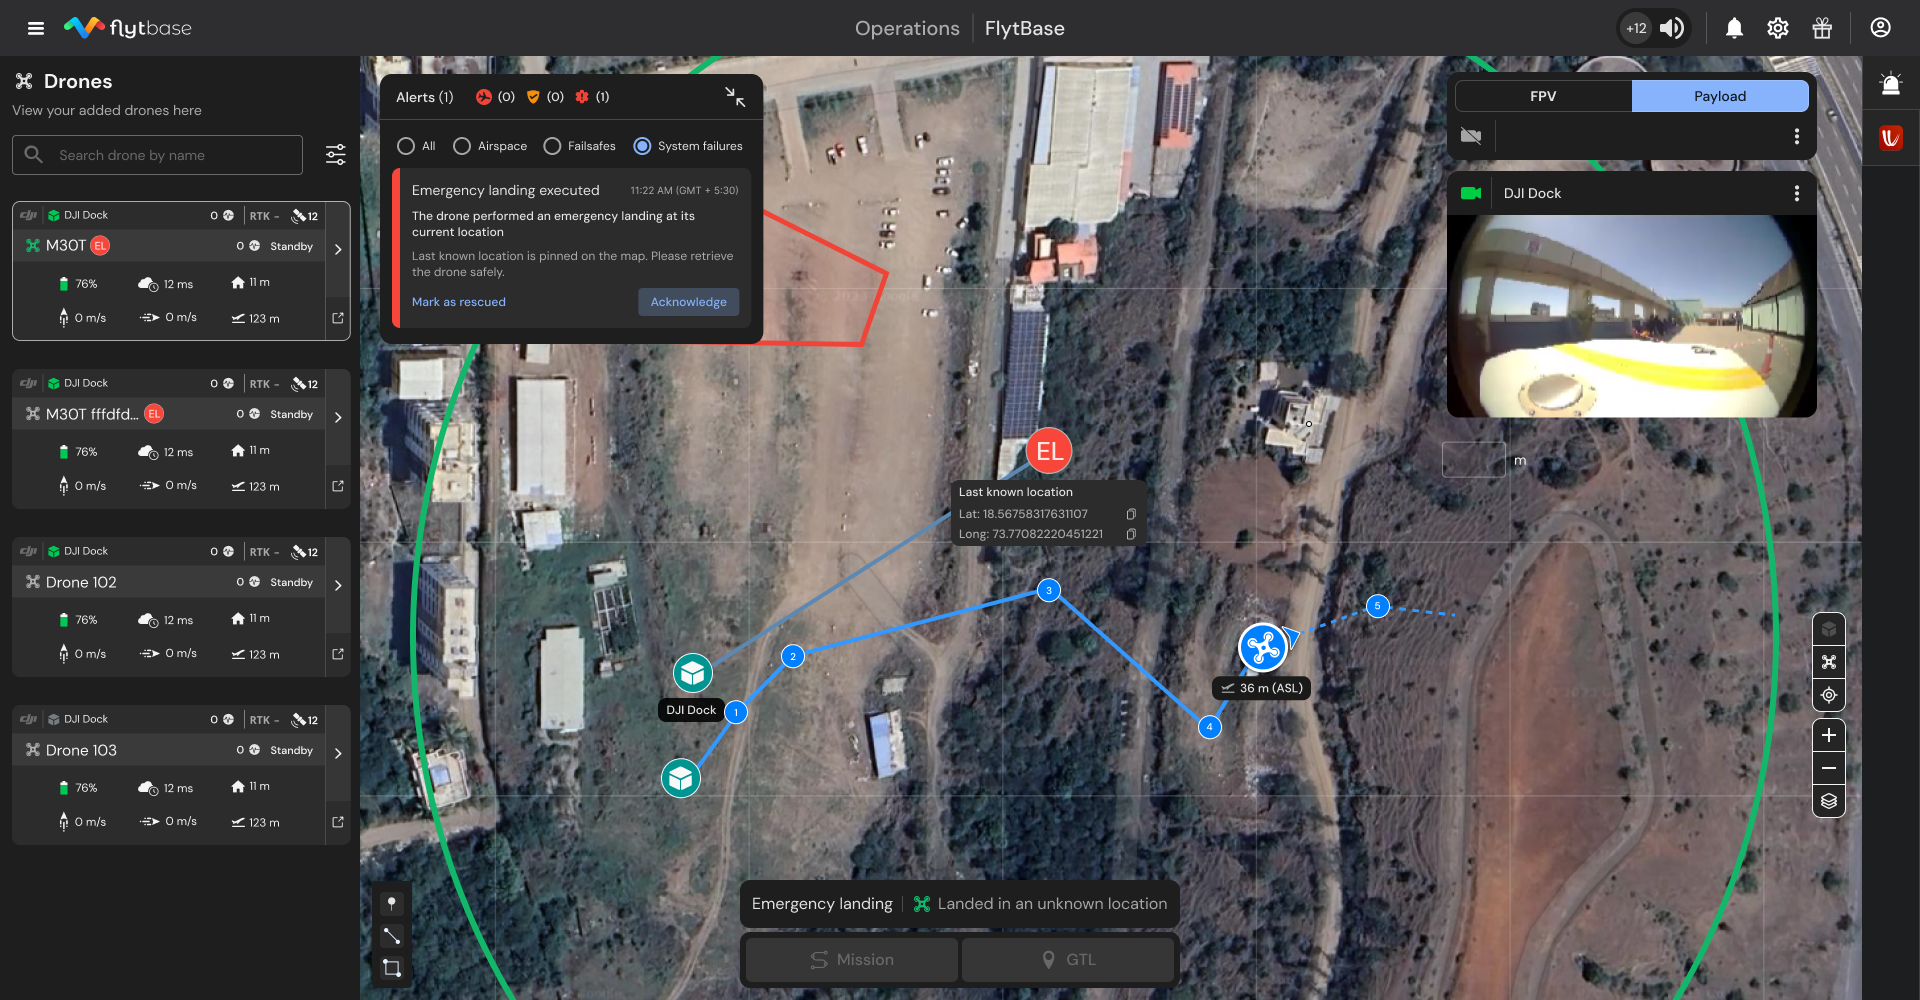 flytbase
Operations
FlytBase
+12
Drones
View your added drones here
Search drone by name
DJI Dock
0
RTK -
12
M30T
EL
0
Standby
76%
12 ms
11 m
0 m/s
0 m/s
123 m
DJI Dock
0
RTK -
12
M30T fffdfd...
EL
0
Standby
76%
12 ms
11 m
0 m/s
0 m/s
123 m
DJI Dock
0
RTK -
12
Drone 102
0
Standby
76%
12 ms
11 m
0 m/s
0 m/s
123 m
DJI Dock
0
RTK -
12
Drone 103
0
Standby
76%
12 ms
11 m
0 m/s
0 m/s
123 m
Alerts (1)
(0)
(0)
(1)
All
Airspace
Failsafes
System failures
Emergency landing executed
11:22 AM (GMT + 5:30)
The drone performed an emergency landing at its
current location
Last known location is pinned on the map. Please retrieve
the drone safely.
Mark as rescued
Acknowledge
FPV
Payload
DJI Dock
m
EL
Last known location
Lat: 18.56758317631107
Long: 73.77082220451221
3
5
2
36 m (ASL)
DJI Dock
1
4
Emergency landing
Landed in an unknown location
Mission
GTL